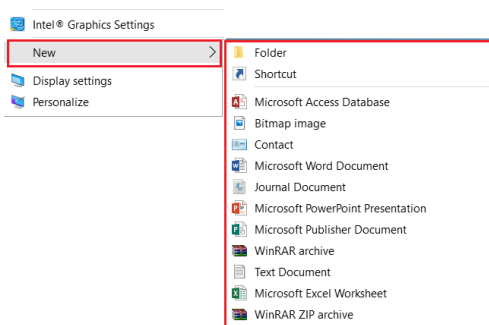 Intel® Graphics Settings
New
Display settings
Personalize
Folder
Shortcut
Microsoft Access Database
Bitmap image
Contact
Microsoft Word Document
Journal Document
Microsoft PowerPoint Presentation
Microsoft Publisher Document
WinRAR archive
Text Document
Microsoft Excel Worksheet
WinRAR ZIP archive